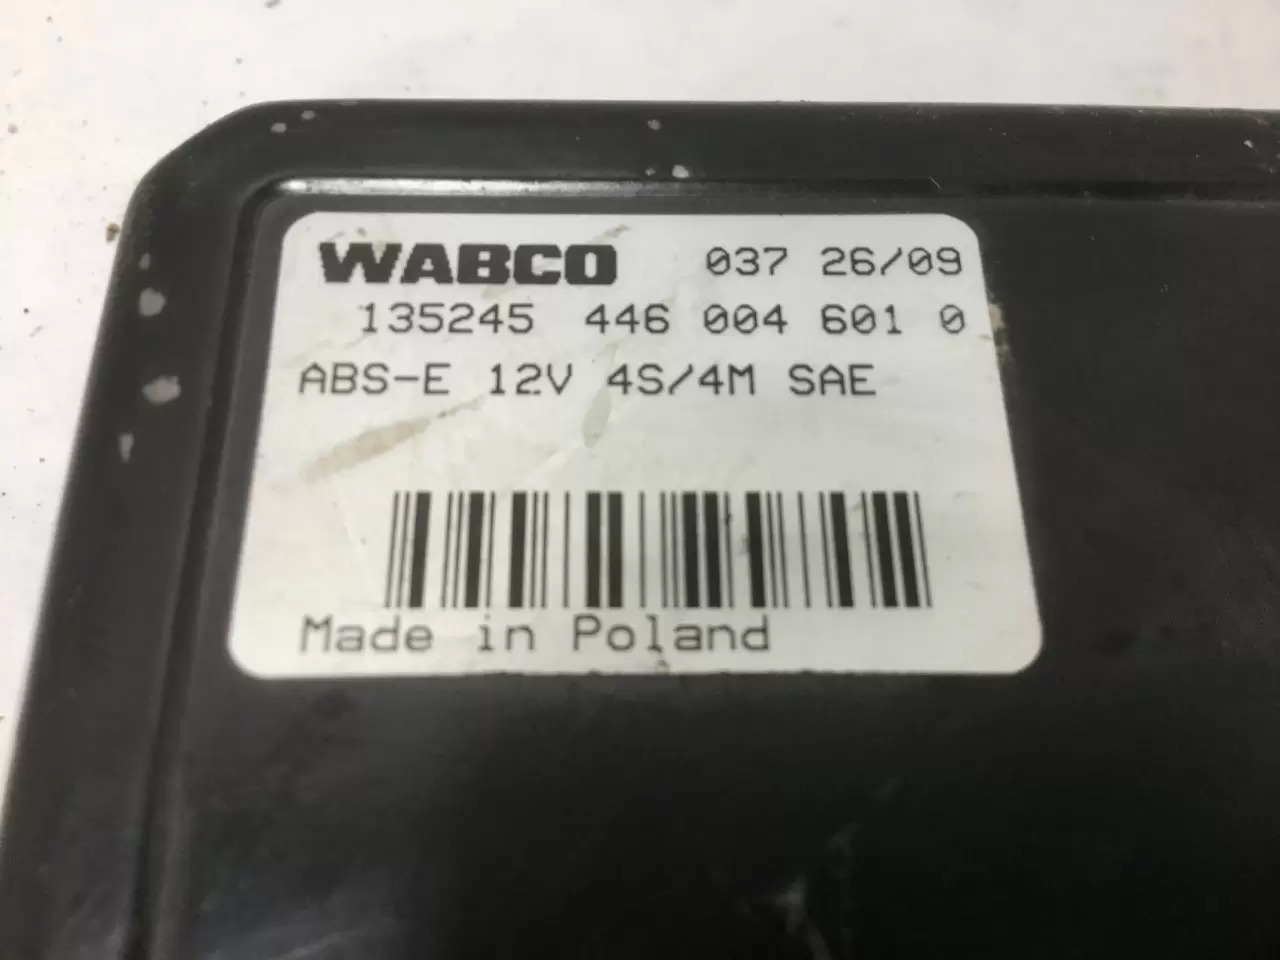 WABCO 037 26/09
135245 446 004 601 0
ABS-E 12V 4S/4M SAE
Made in Poland